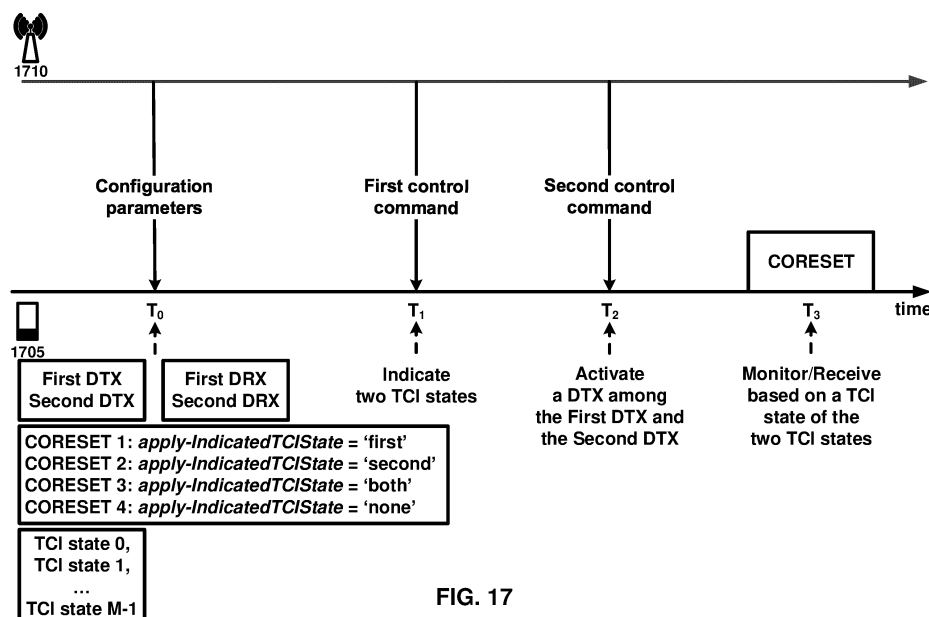 1710
Configuration
parameters
First control
command
Second control
command
CORESET
T0
T1
T2
T3
time
1705
First DTX
Second DTX
First DRX
Second DRX
Indicate
two TCI states
Activate
a DTX among
the First DTX and
the Second DTX
Monitor/Receive
based on a TCI
state of the
two TCI states
CORESET 1: apply-IndicatedTCIState = ‘first’
CORESET 2: apply-IndicatedTCIState = ‘second’
CORESET 3: apply-IndicatedTCIState = ‘both’
CORESET 4: apply-IndicatedTCIState = ‘none’
TCI state 0,
TCI state 1,
...
TCI state M-1
FIG. 17